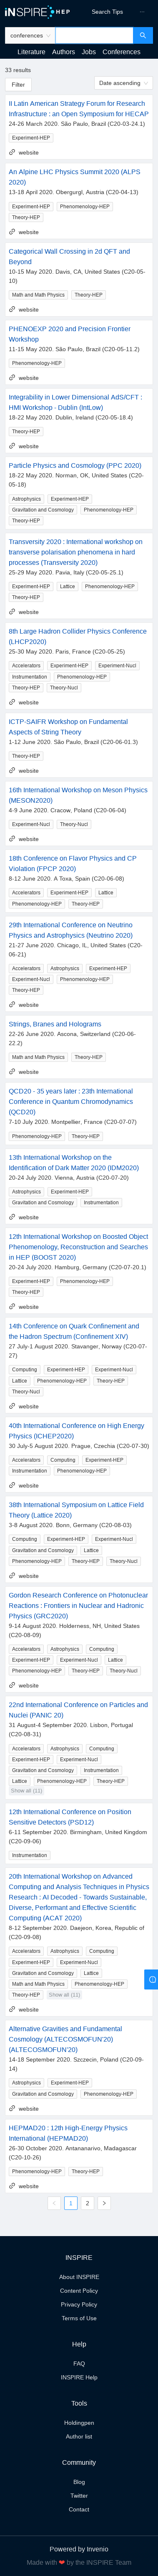 iNSPIRE HEP
Search Tips
conferences
Literature Authors Jobs Conferences
33 results
Filter
Date ascending
II Latin American Strategy Forum for Research Infrastructure : an Open Symposium for HECAP
24-26 March 2020. São Paulo, Brazil (C20-03-24.1)
Experiment-HEP
website
An Alpine LHC Physics Summit 2020 (ALPS 2020)
13-18 April 2020. Obergurgl, Austria (C20-04-13)
Experiment-HEP Phenomenology-HEP
Theory-HEP
website
Categorical Wall Crossing in 2d QFT and Beyond
10-15 May 2020. Davis, CA, United States (C20-05-10)
Math and Math Physics Theory-HEP
website
PHENOEXP 2020 and Precision Frontier Workshop
11-15 May 2020. São Paulo, Brazil (C20-05-11.2)
Phenomenology-HEP
website
Integrability in Lower Dimensional AdS/CFT : HMI Workshop - Dublin (IntLow)
18-22 May 2020. Dublin, Ireland (C20-05-18.4)
Theory-HEP
website
Particle Physics and Cosmology (PPC 2020)
18-22 May 2020. Norman, OK, United States (C20-05-18)
Astrophysics Experiment-HEP
Gravitation and Cosmology Phenomenology-HEP
Theory-HEP
Transversity 2020 : International workshop on transverse polarisation phenomena in hard processes (Transversity 2020)
25-29 May 2020. Pavia, Italy (C20-05-25.1)
Experiment-HEP Lattice Phenomenology-HEP
Theory-HEP
website
8th Large Hadron Collider Physics Conference (LHCP2020)
25-30 May 2020. Paris, France (C20-05-25)
Accelerators Experiment-HEP Experiment-Nucl
Instrumentation Phenomenology-HEP
Theory-HEP Theory-Nucl
website
ICTP-SAIFR Workshop on Fundamental Aspects of String Theory
1-12 June 2020. São Paulo, Brazil (C20-06-01.3)
Theory-HEP
website
16th International Workshop on Meson Physics (MESON2020)
4-9 June 2020. Cracow, Poland (C20-06-04)
Experiment-Nucl Theory-Nucl
website
18th Conference on Flavor Physics and CP Violation (FPCP 2020)
8-12 June 2020. A Toxa, Spain (C20-06-08)
Accelerators Experiment-HEP Lattice
Phenomenology-HEP Theory-HEP
29th International Conference on Neutrino Physics and Astrophysics (Neutrino 2020)
21-27 June 2020. Chicago, IL, United States (C20-06-21)
Accelerators Astrophysics Experiment-HEP
Experiment-Nucl Phenomenology-HEP
Theory-HEP
website
Strings, Branes and Holograms
22-26 June 2020. Ascona, Switzerland (C20-06-22.2)
Math and Math Physics Theory-HEP
website
QCD20 - 35 years later : 23th International Conference in Quantum Chromodynamics (QCD20)
7-10 July 2020. Montpellier, France (C20-07-07)
Phenomenology-HEP Theory-HEP
13th International Workshop on the Identification of Dark Matter 2020 (IDM2020)
20-24 July 2020. Vienna, Austria (C20-07-20)
Astrophysics Experiment-HEP
Gravitation and Cosmology Instrumentation
website
12th International Workshop on Boosted Object Phenomenology, Reconstruction and Searches in HEP (BOOST 2020)
20-24 July 2020. Hamburg, Germany (C20-07-20.1)
Experiment-HEP Phenomenology-HEP
Theory-HEP
website
14th Conference on Quark Confinement and the Hadron Spectrum (Confinement XIV)
27 July-1 August 2020. Stavanger, Norway (C20-07-27)
Computing Experiment-HEP Experiment-Nucl
Lattice Phenomenology-HEP Theory-HEP
Theory-Nucl
website
40th International Conference on High Energy Physics (ICHEP2020)
30 July-5 August 2020. Prague, Czechia (C20-07-30)
Accelerators Computing Experiment-HEP
Instrumentation Phenomenology-HEP
website
38th International Symposium on Lattice Field Theory (Lattice 2020)
3-8 August 2020. Bonn, Germany (C20-08-03)
Computing Experiment-HEP Experiment-Nucl
Gravitation and Cosmology Lattice
Phenomenology-HEP Theory-HEP Theory-Nucl
website
Gordon Research Conference on Photonuclear Reactions : Frontiers in Nuclear and Hadronic Physics (GRC2020)
9-14 August 2020. Holderness, NH, United States (C20-08-09)
Accelerators Astrophysics Computing
Experiment-HEP Experiment-Nucl Lattice
Phenomenology-HEP Theory-HEP Theory-Nucl
website
22nd International Conference on Particles and Nuclei (PANIC 20)
31 August-4 September 2020. Lisbon, Portugal (C20-08-31)
Accelerators Astrophysics Computing
Experiment-HEP Experiment-Nucl
Gravitation and Cosmology Instrumentation
Lattice Phenomenology-HEP Theory-HEP
Show all (11)
12th International Conference on Position Sensitive Detectors (PSD12)
6-11 September 2020. Birmingham, United Kingdom (C20-09-06)
Instrumentation
20th International Workshop on Advanced Computing and Analysis Techniques in Physics Research : AI Decoded - Towards Sustainable, Diverse, Performant and Effective Scientific Computing (ACAT 2020)
8-12 September 2020. Daejeon, Korea, Republic of (C20-09-08)
Accelerators Astrophysics Computing
Experiment-HEP Experiment-Nucl
Gravitation and Cosmology Lattice
Math and Math Physics Phenomenology-HEP
Theory-HEP Show all (11)
website
Alternative Gravities and Fundamental Cosmology (ALTECOSMOFUN'20) (ALTECOSMOFUN'20)
14-18 September 2020. Szczecin, Poland (C20-09-14)
Astrophysics Experiment-HEP
Gravitation and Cosmology Phenomenology-HEP
website
HEPMAD20 : 12th High-Energy Physics International (HEPMAD20)
26-30 October 2020. Antananarivo, Madagascar (C20-10-26)
Phenomenology-HEP Theory-HEP
website
1 2
INSPIRE
About INSPIRE
Content Policy
Privacy Policy
Terms of Use
Help
FAQ
INSPIRE Help
Tools
Holdingpen
Author list
Community
Blog
Twitter
Contact
Powered by Invenio
Made with ❤ by the INSPIRE Team